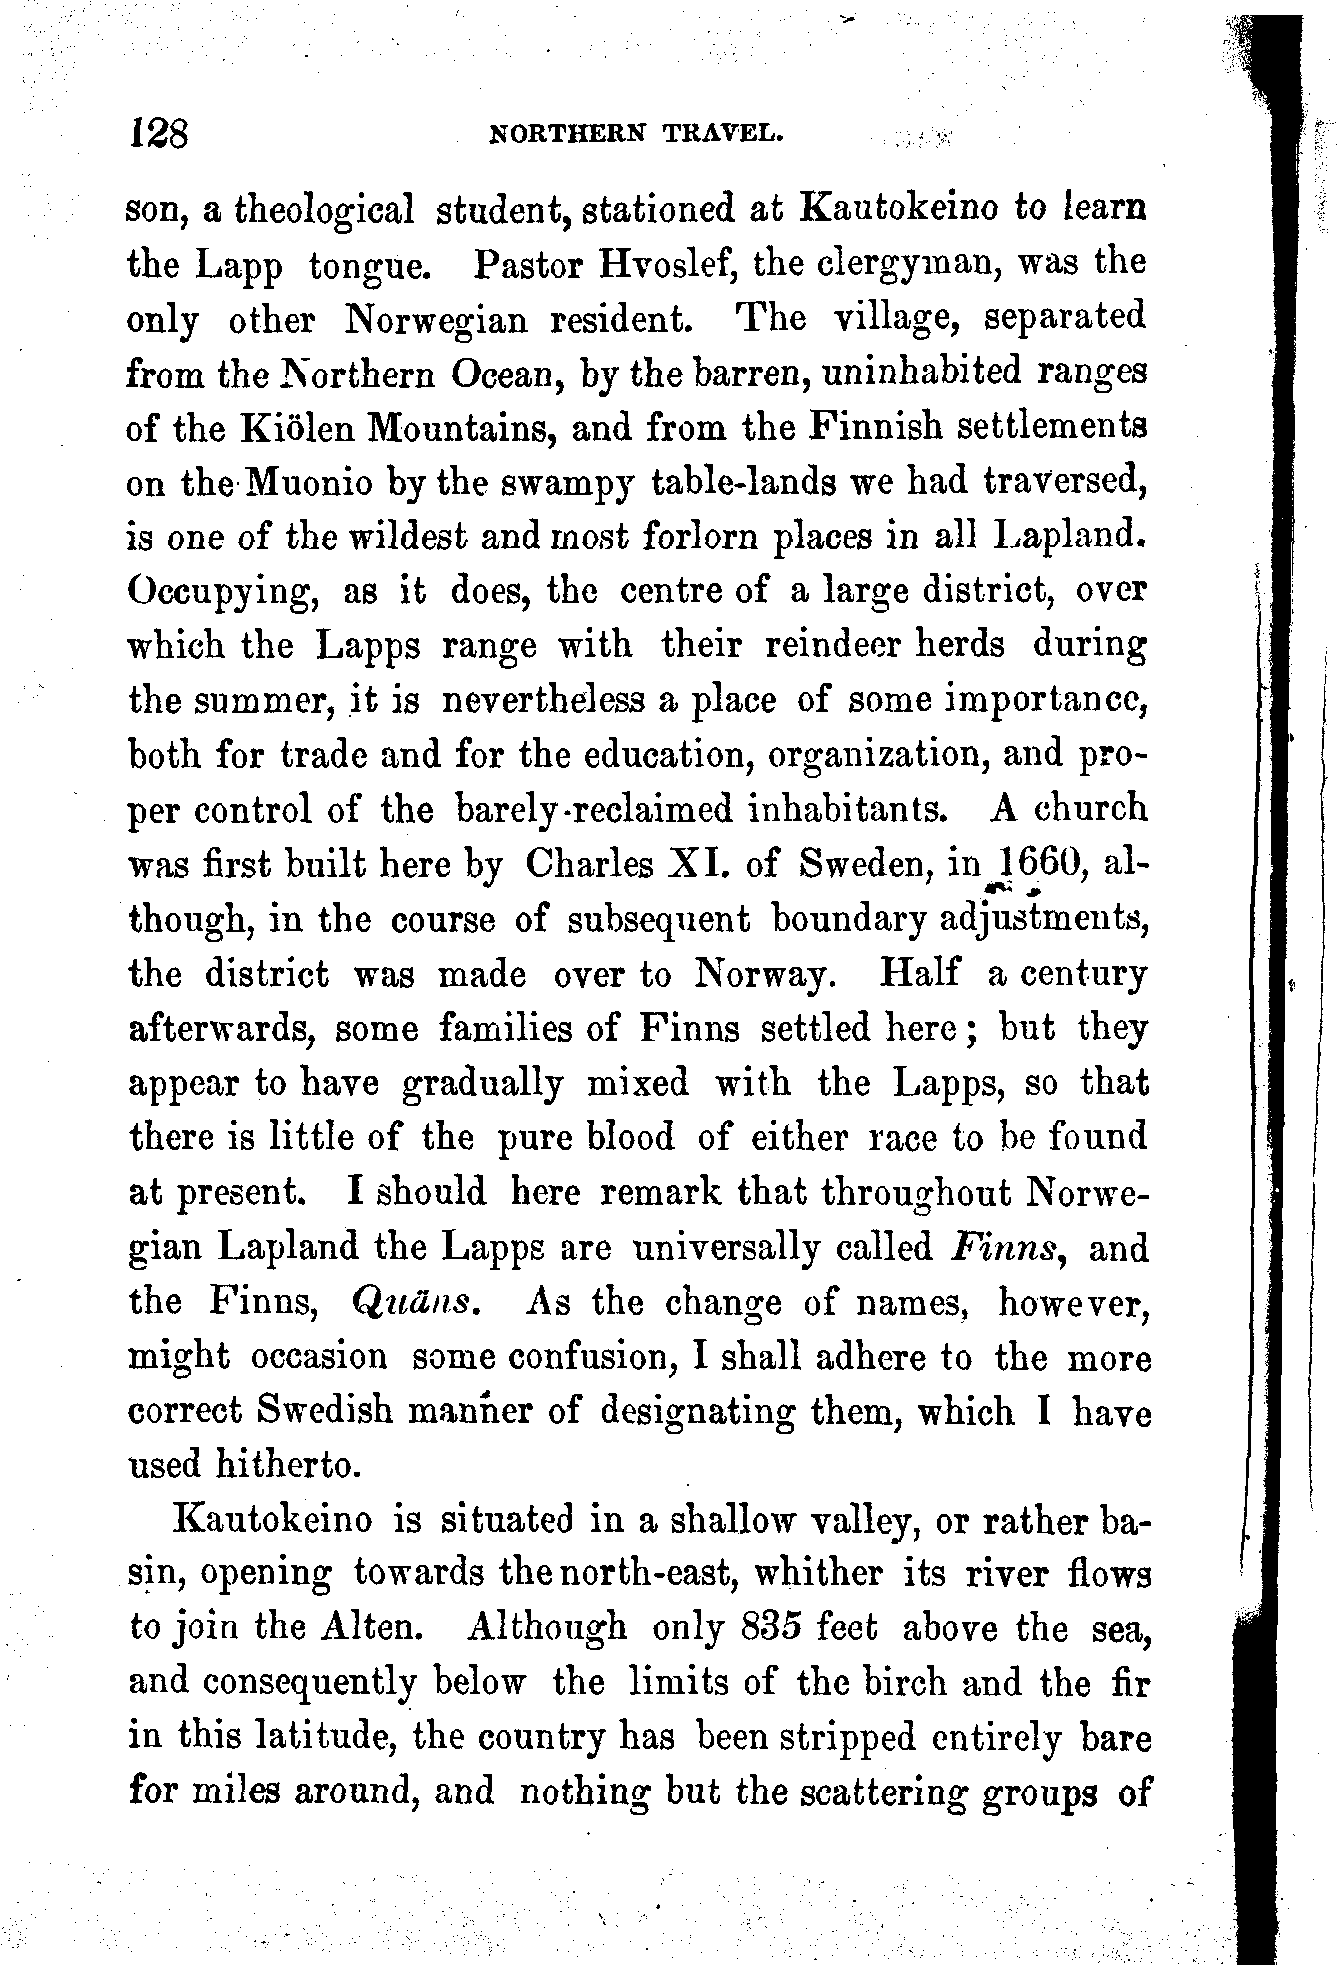 128 NORTHERN TRAVEL.
son, a theological student, stationed at Kautokeino to learn
the Lapp tongue. Pastor Hvoslef, the clergyman, was the
only other Norwegian resident. The village, separated
from the Northern Ocean, by the barren, uninhabited ranges
of the Kiölen Mountains, and from the Finnish settlements
on the Muonio by the swampy table-lands we had traversed,
is one of the wildest and most forlorn places in all Lapland.
Occupying, as it does, the centre of a large district, over
which the Lapps range with their reindeer herds during
the summer, it is nevertheless a place of some importance,
both for trade and for the education, organization, and pro-
per control of the barely-reclaimed inhabitants. A church
was first built here by Charles XI. of Sweden, in 1660, al-
though, in the course of subsequent boundary adjustments,
the district was made over to Norway. Half a century
afterwards, some families of Finns settled here; but they
appear to have gradually mixed with the Lapps, so that
there is little of the pure blood of either race to be found
at present. I should here remark that throughout Norwe-
gian Lapland the Lapps are universally called Finns, and
the Finns, Quäns. As the change of names, however,
might occasion some confusion, I shall adhere to the more
correct Swedish manner of designating them, which I have
used hitherto.
Kautokeino is situated in a shallow valley, or rather ba-
sin, opening towards the north-east, whither its river flows
to join the Alten. Although only 835 feet above the sea,
and consequently below the limits of the birch and the fir
in this latitude, the country has been stripped entirely bare
for miles around, and nothing but the scattering groups of